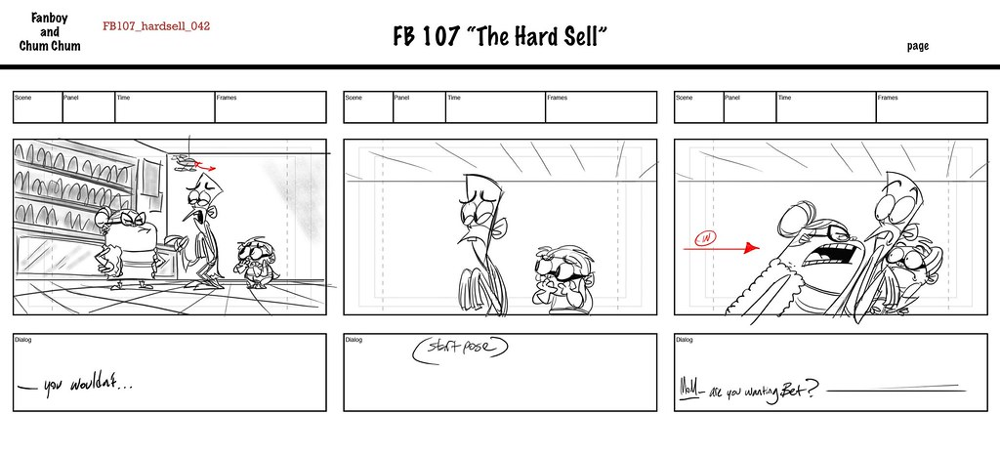 Fanboy
and
Chum Chum
FB107_hardsell_042
FB 107 “The Hard Sell”
page
Scene Panel Time Frames
Scene Panel Time Frames
Scene Panel Time Frames
IN
Dialog
— you wouldn't...
Dialog
(start pose)
Dialog
MoM — are you wanting Bet?